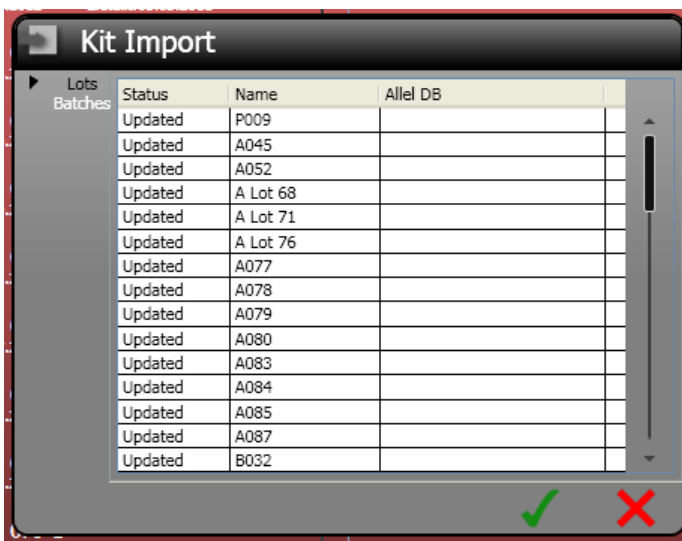 Kit Import
Lots
Batches
Status Name Allel DB
Updated P009
Updated A045
Updated A052
Updated A Lot 68
Updated A Lot 71
Updated A Lot 76
Updated A077
Updated A078
Updated A079
Updated A080
Updated A083
Updated A084
Updated A085
Updated A087
Updated B032